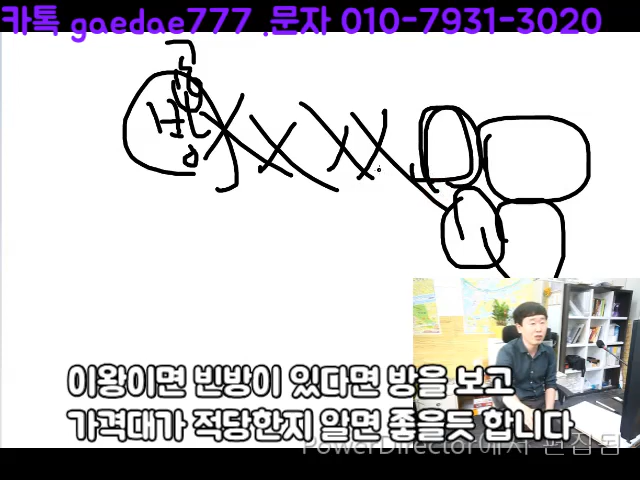 카톡 gaedae777 .문자 010-7931-3020
이왕이면 빈방이 있다면 방을 보고
가격대가 적당한지 알면 좋을듯 합니다
PowerDirector에서 편집됨